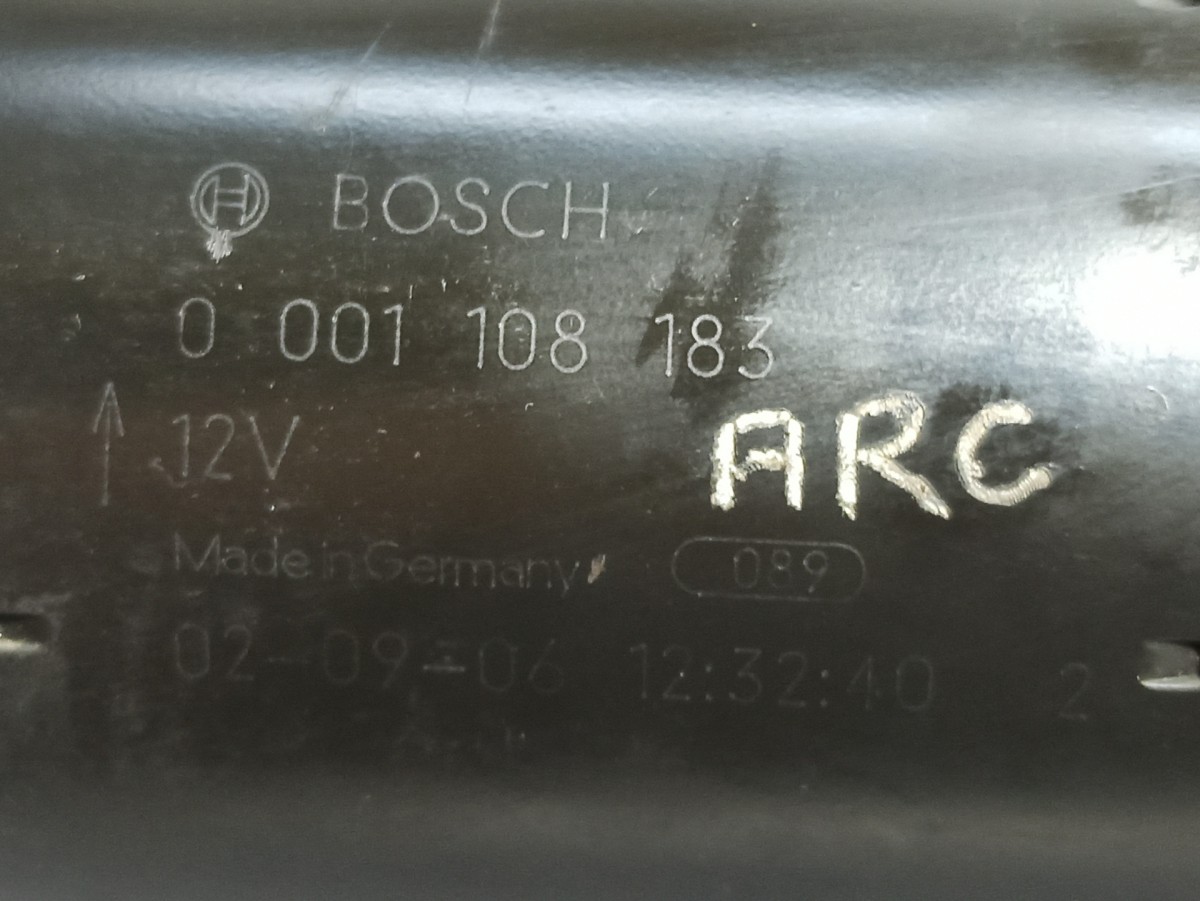 BOSCH
0 001 108 183
12V
ARC
Made in Germany 089
02-09-06 12:32:40 2